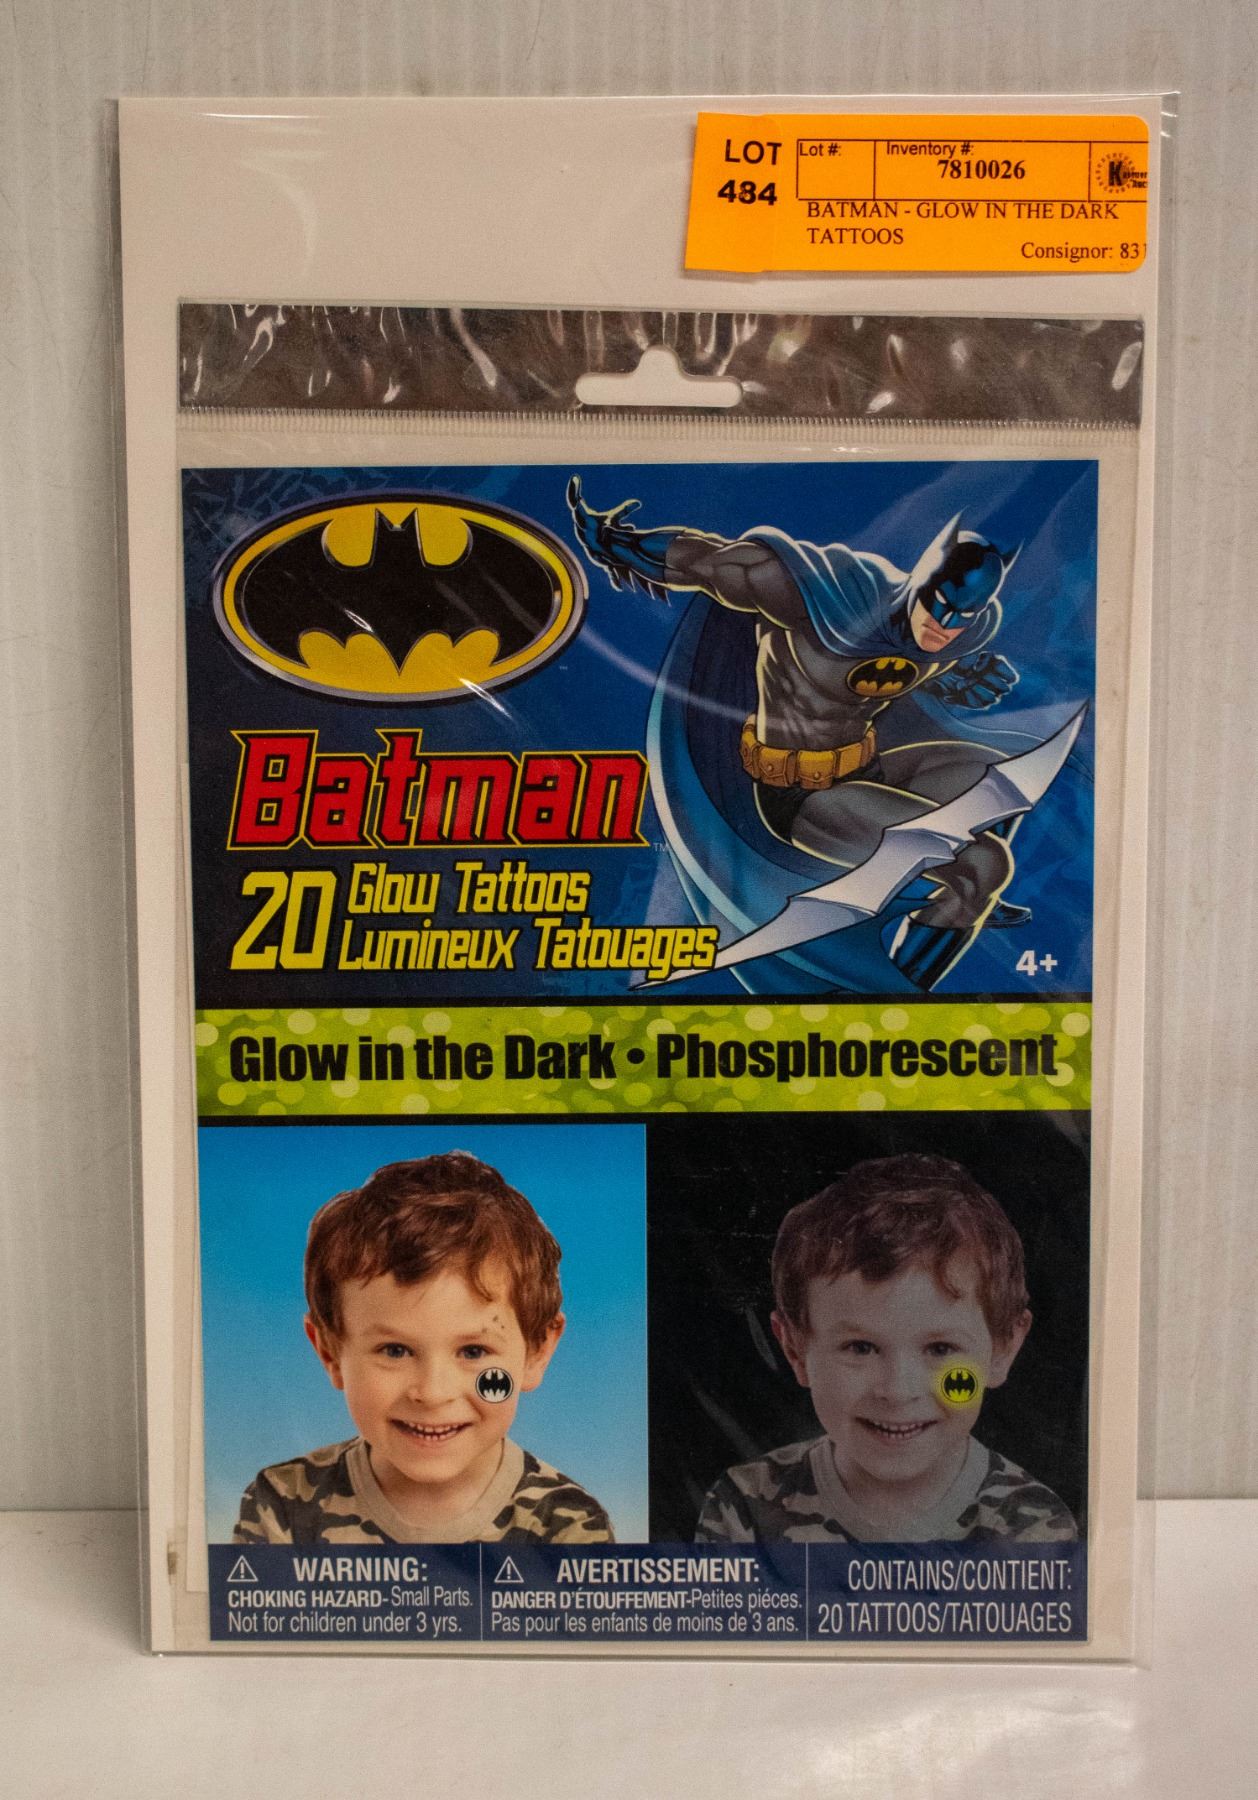 LOT
484
Lot #:
Inventory #:
7810026
BATMAN - GLOW IN THE DARK
TATTOOS
Consignor: 831
Batman™
20 Glow Tattoos
Lumineux Tatouages
4+
Glow in the Dark • Phosphorescent
⚠ WARNING:
CHOKING HAZARD-Small Parts.
Not for children under 3 yrs.
⚠ AVERTISSEMENT:
DANGER D'ÉTOUFFEMENT-Petites piéces.
Pas pour les enfants de moins de 3 ans.
CONTAINS/CONTIENT:
20 TATTOOS/TATOUAGES